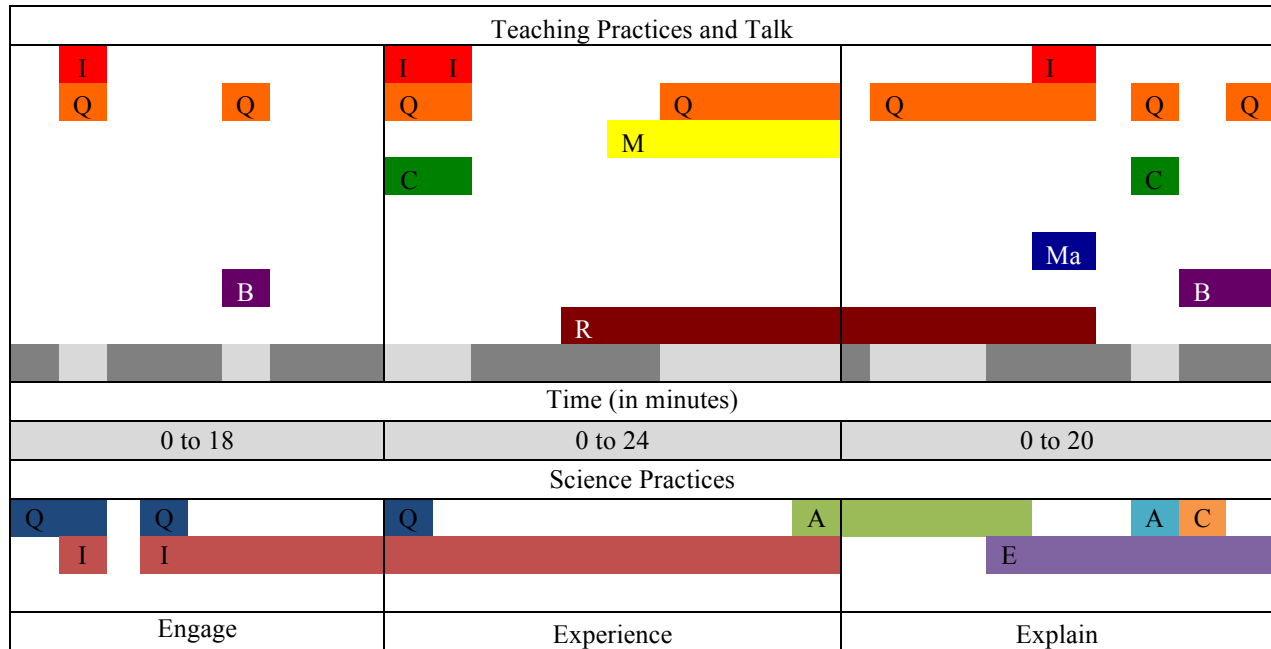 Teaching Practices and Talk
I I I I
Q Q Q Q Q Q Q
M
C C
Ma
B B
R
Time (in minutes)
0 to 18 0 to 24 0 to 20
Science Practices
Q Q Q A A C
I I E
Engage Experience Explain